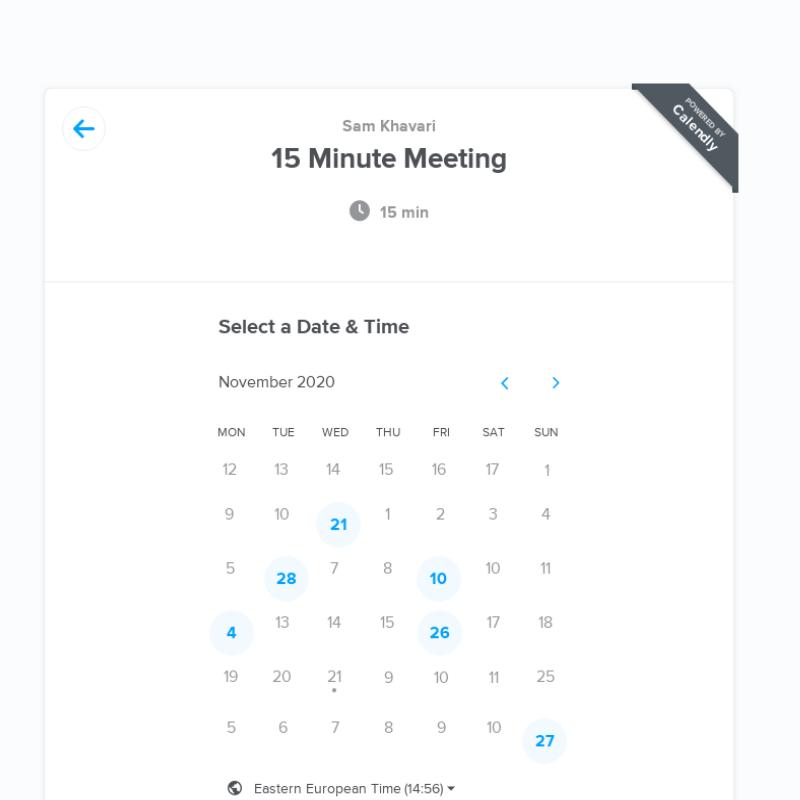 POWERED BY
Calendly
Sam Khavari
15 Minute Meeting
15 min
Select a Date & Time
November 2020
MON TUE WED THU FRI SAT SUN
12 13 14 15 16 17 1
9 10 21 1 2 3 4
5 28 7 8 10 10 11
4 13 14 15 26 17 18
19 20 21 9 10 11 25
5 6 7 8 9 10 27
Eastern European Time (14:56)